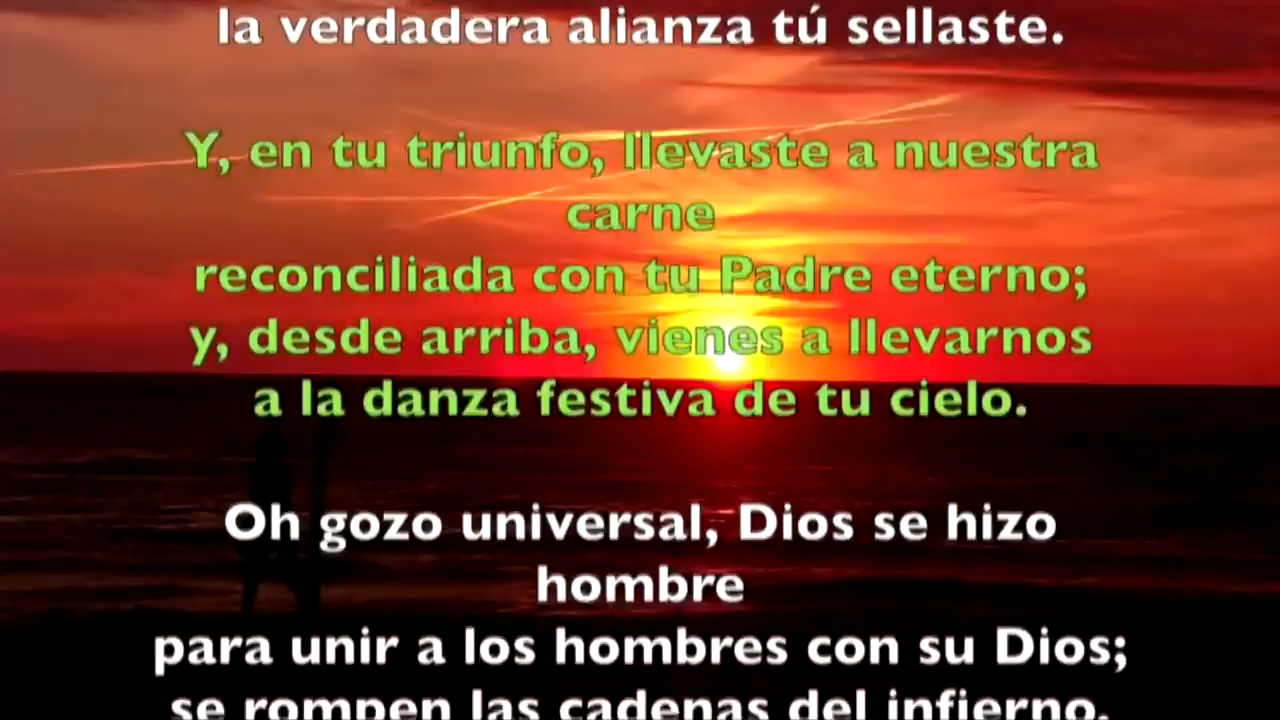 la verdadera alianza tú sellaste.
Y, en tu triunfo, llevaste a nuestra
carne
reconciliada con tu Padre eterno;
y, desde arriba, vienes a llevarnos
a la danza festiva de tu cielo.
Oh gozo universal, Dios se hizo
hombre
para unir a los hombres con su Dios;
se rompen las cadenas del infierno,